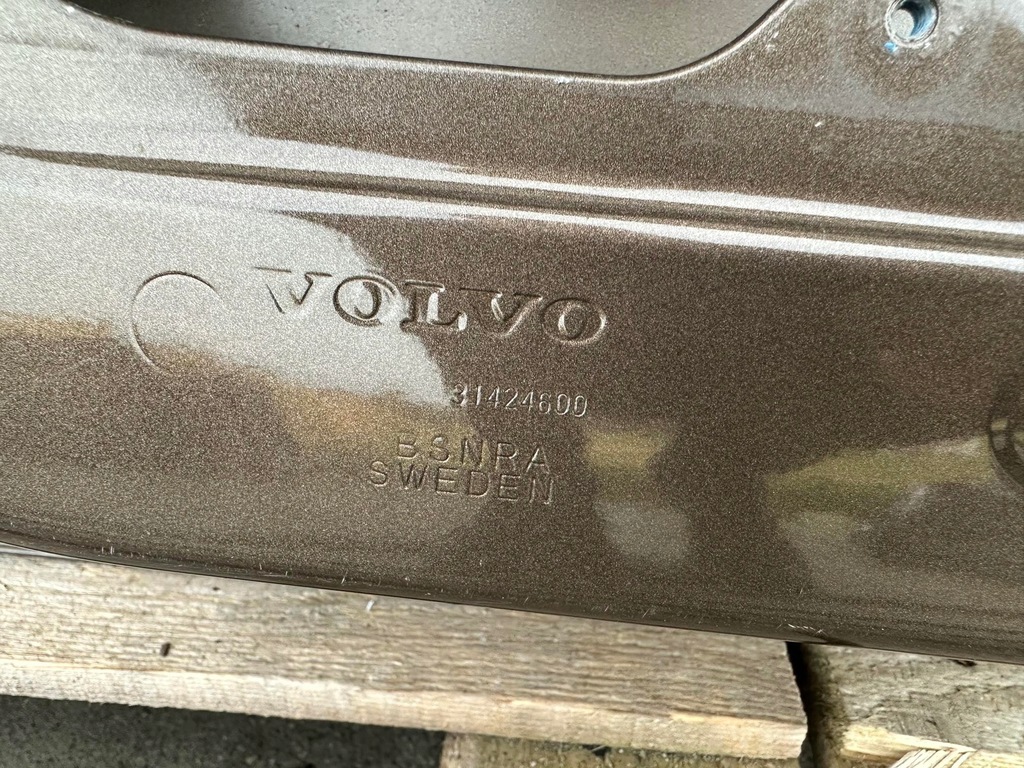 VOLVO
31424600
BSNRA
SWEDEN